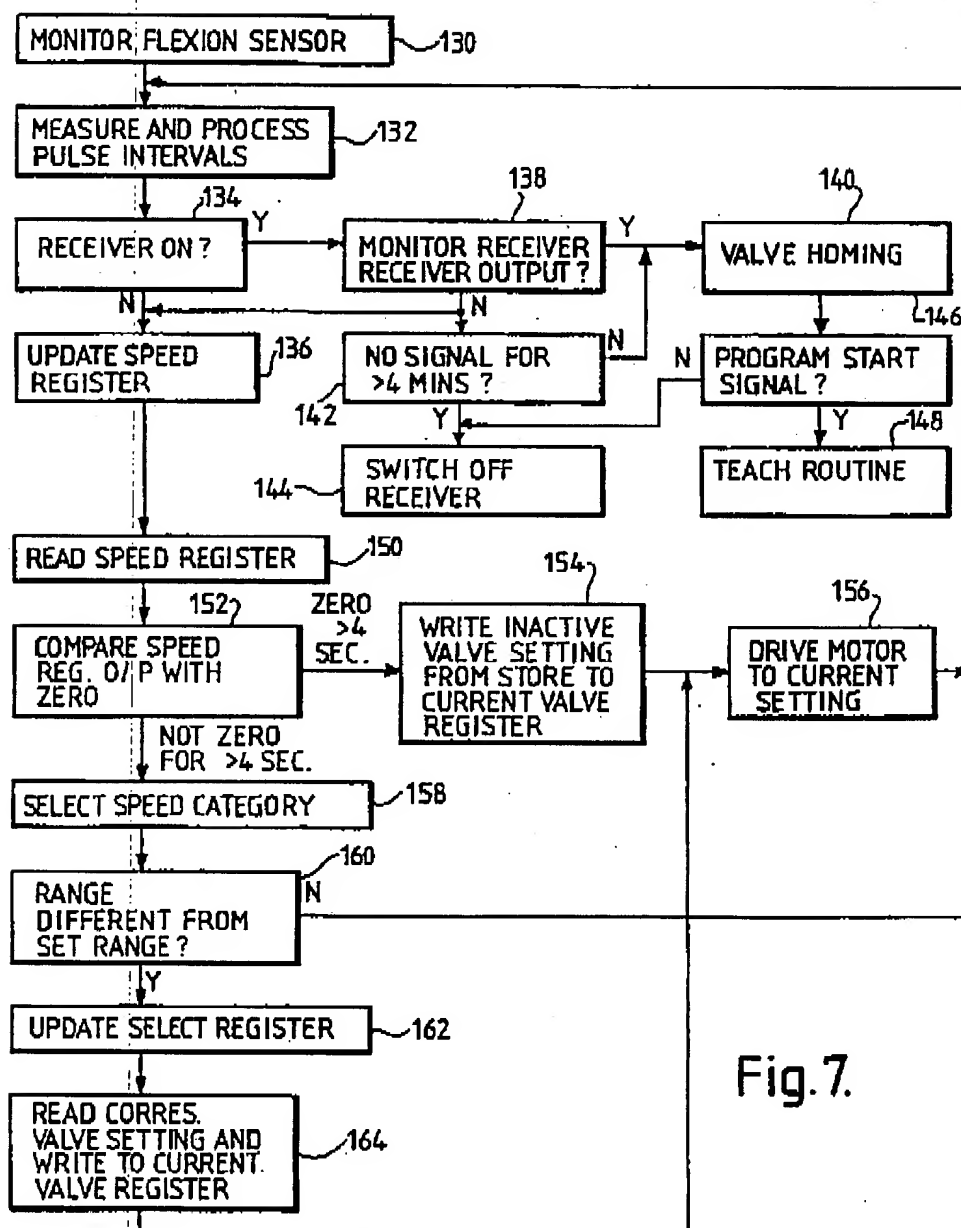 MONITOR FLEXION SENSOR
130
MEASURE AND PROCESS
PULSE INTERVALS
132
134
RECEIVER ON ?
Y
N
138
MONITOR RECEIVER
RECEIVER OUTPUT ?
Y
N
140
VALVE HOMING
146
UPDATE SPEED
REGISTER
136
NO SIGNAL FOR
>4 MINS ?
N
142
Y
N
PROGRAM START
SIGNAL ?
Y
148
144
SWITCH OFF
RECEIVER
TEACH ROUTINE
READ SPEED REGISTER
150
152
COMPARE SPEED
REG. O/P WITH
ZERO
ZERO
>4
SEC.
154
WRITE INACTIVE
VALVE SETTING
FROM STORE TO
CURRENT VALVE
REGISTER
156
DRIVE MOTOR
TO CURRENT
SETTING
NOT ZERO
FOR >4 SEC.
SELECT SPEED CATEGORY
158
160
RANGE
DIFFERENT FROM
SET RANGE ?
N
Y
UPDATE SELECT REGISTER
162
READ CORRES.
VALVE SETTING AND
WRITE TO CURRENT.
VALVE REGISTER
164
Fig.7.